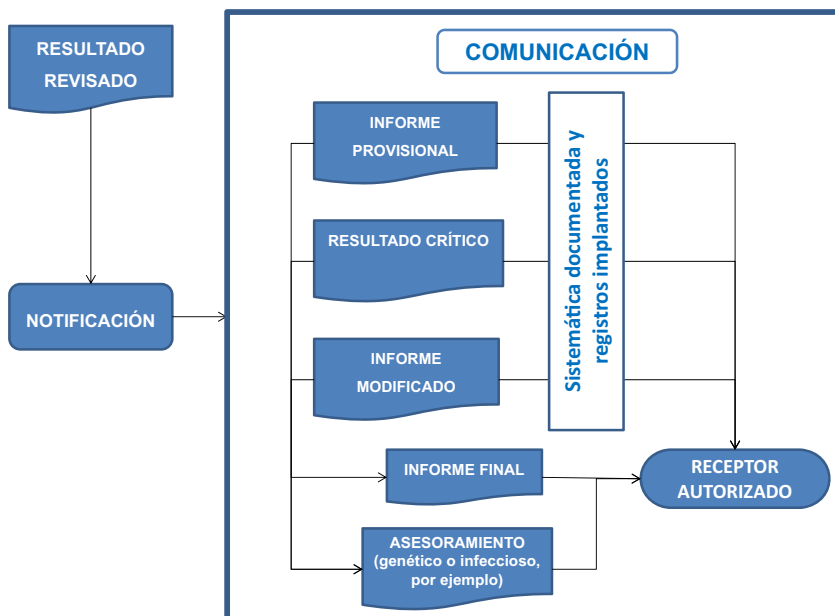 RESULTADO
REVISADO
NOTIFICACIÓN
COMUNICACIÓN
INFORME
PROVISIONAL
RESULTADO CRÍTICO
INFORME
MODIFICADO
Sistemática documentada y
registros implantados
INFORME FINAL
ASESORAMIENTO
(genético o infeccioso,
por ejemplo)
RECEPTOR
AUTORIZADO